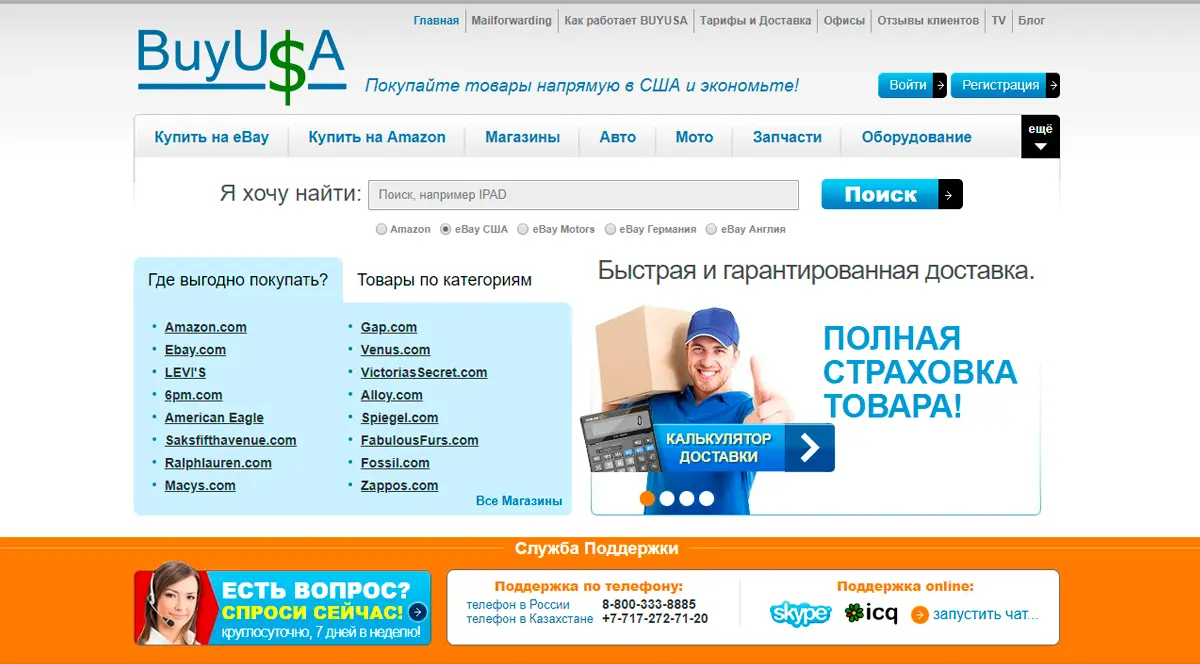 Главная Mailforwarding Как работает BUYUSA Тарифы и Доставка Офисы Отзывы клиентов TV Блог
BuyU$A
Покупайте товары напрямую в США и экономьте!
Войти
Регистрация
Купить на eBay Купить на Amazon Магазины Авто Мото Запчасти Оборудование ещё
Я хочу найти: Поиск, например IPAD Поиск
Amazon eBay США eBay Motors eBay Германия eBay Англия
Где выгодно покупать? Товары по категориям
Amazon.com
Ebay.com
LEVI'S
6pm.com
American Eagle
Saksfifthavenue.com
Ralphlauren.com
Macys.com
Gap.com
Venus.com
VictoriasSecret.com
Alloy.com
Spiegel.com
FabulousFurs.com
Fossil.com
Zappos.com
Все Магазины
Быстрая и гарантированная доставка.
ПОЛНАЯ
СТРАХОВКА
ТОВАРА!
0
КАЛЬКУЛЯТОР
ДОСТАВКИ
Служба Поддержки
ЕСТЬ ВОПРОС?
СПРОСИ СЕЙЧАС!
круглосуточно, 7 дней в неделю!
Поддержка по телефону:
телефон в России 8-800-333-8885
телефон в Казахстане +7-717-272-71-20
Поддержка online:
skype icq запустить чат...